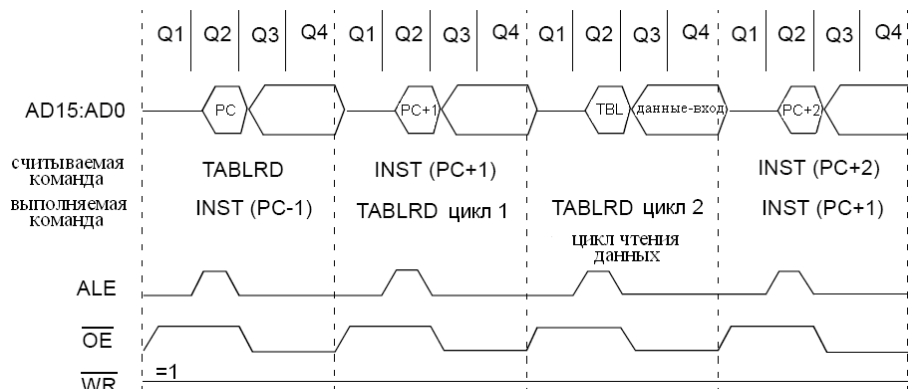 Q1 Q2 Q3 Q4 Q1 Q2 Q3 Q4 Q1 Q2 Q3 Q4 Q1 Q2 Q3 Q4
AD15:AD0 PC PC+1 TBL данные-вход PC+2
считываемая команда TABLRD INST (PC+1) INST (PC+2)
выполняемая команда INST (PC-1) TABLRD цикл 1 TABLRD цикл 2 INST (PC+1)
цикл чтения
данных
ALE
OE
=1
WR